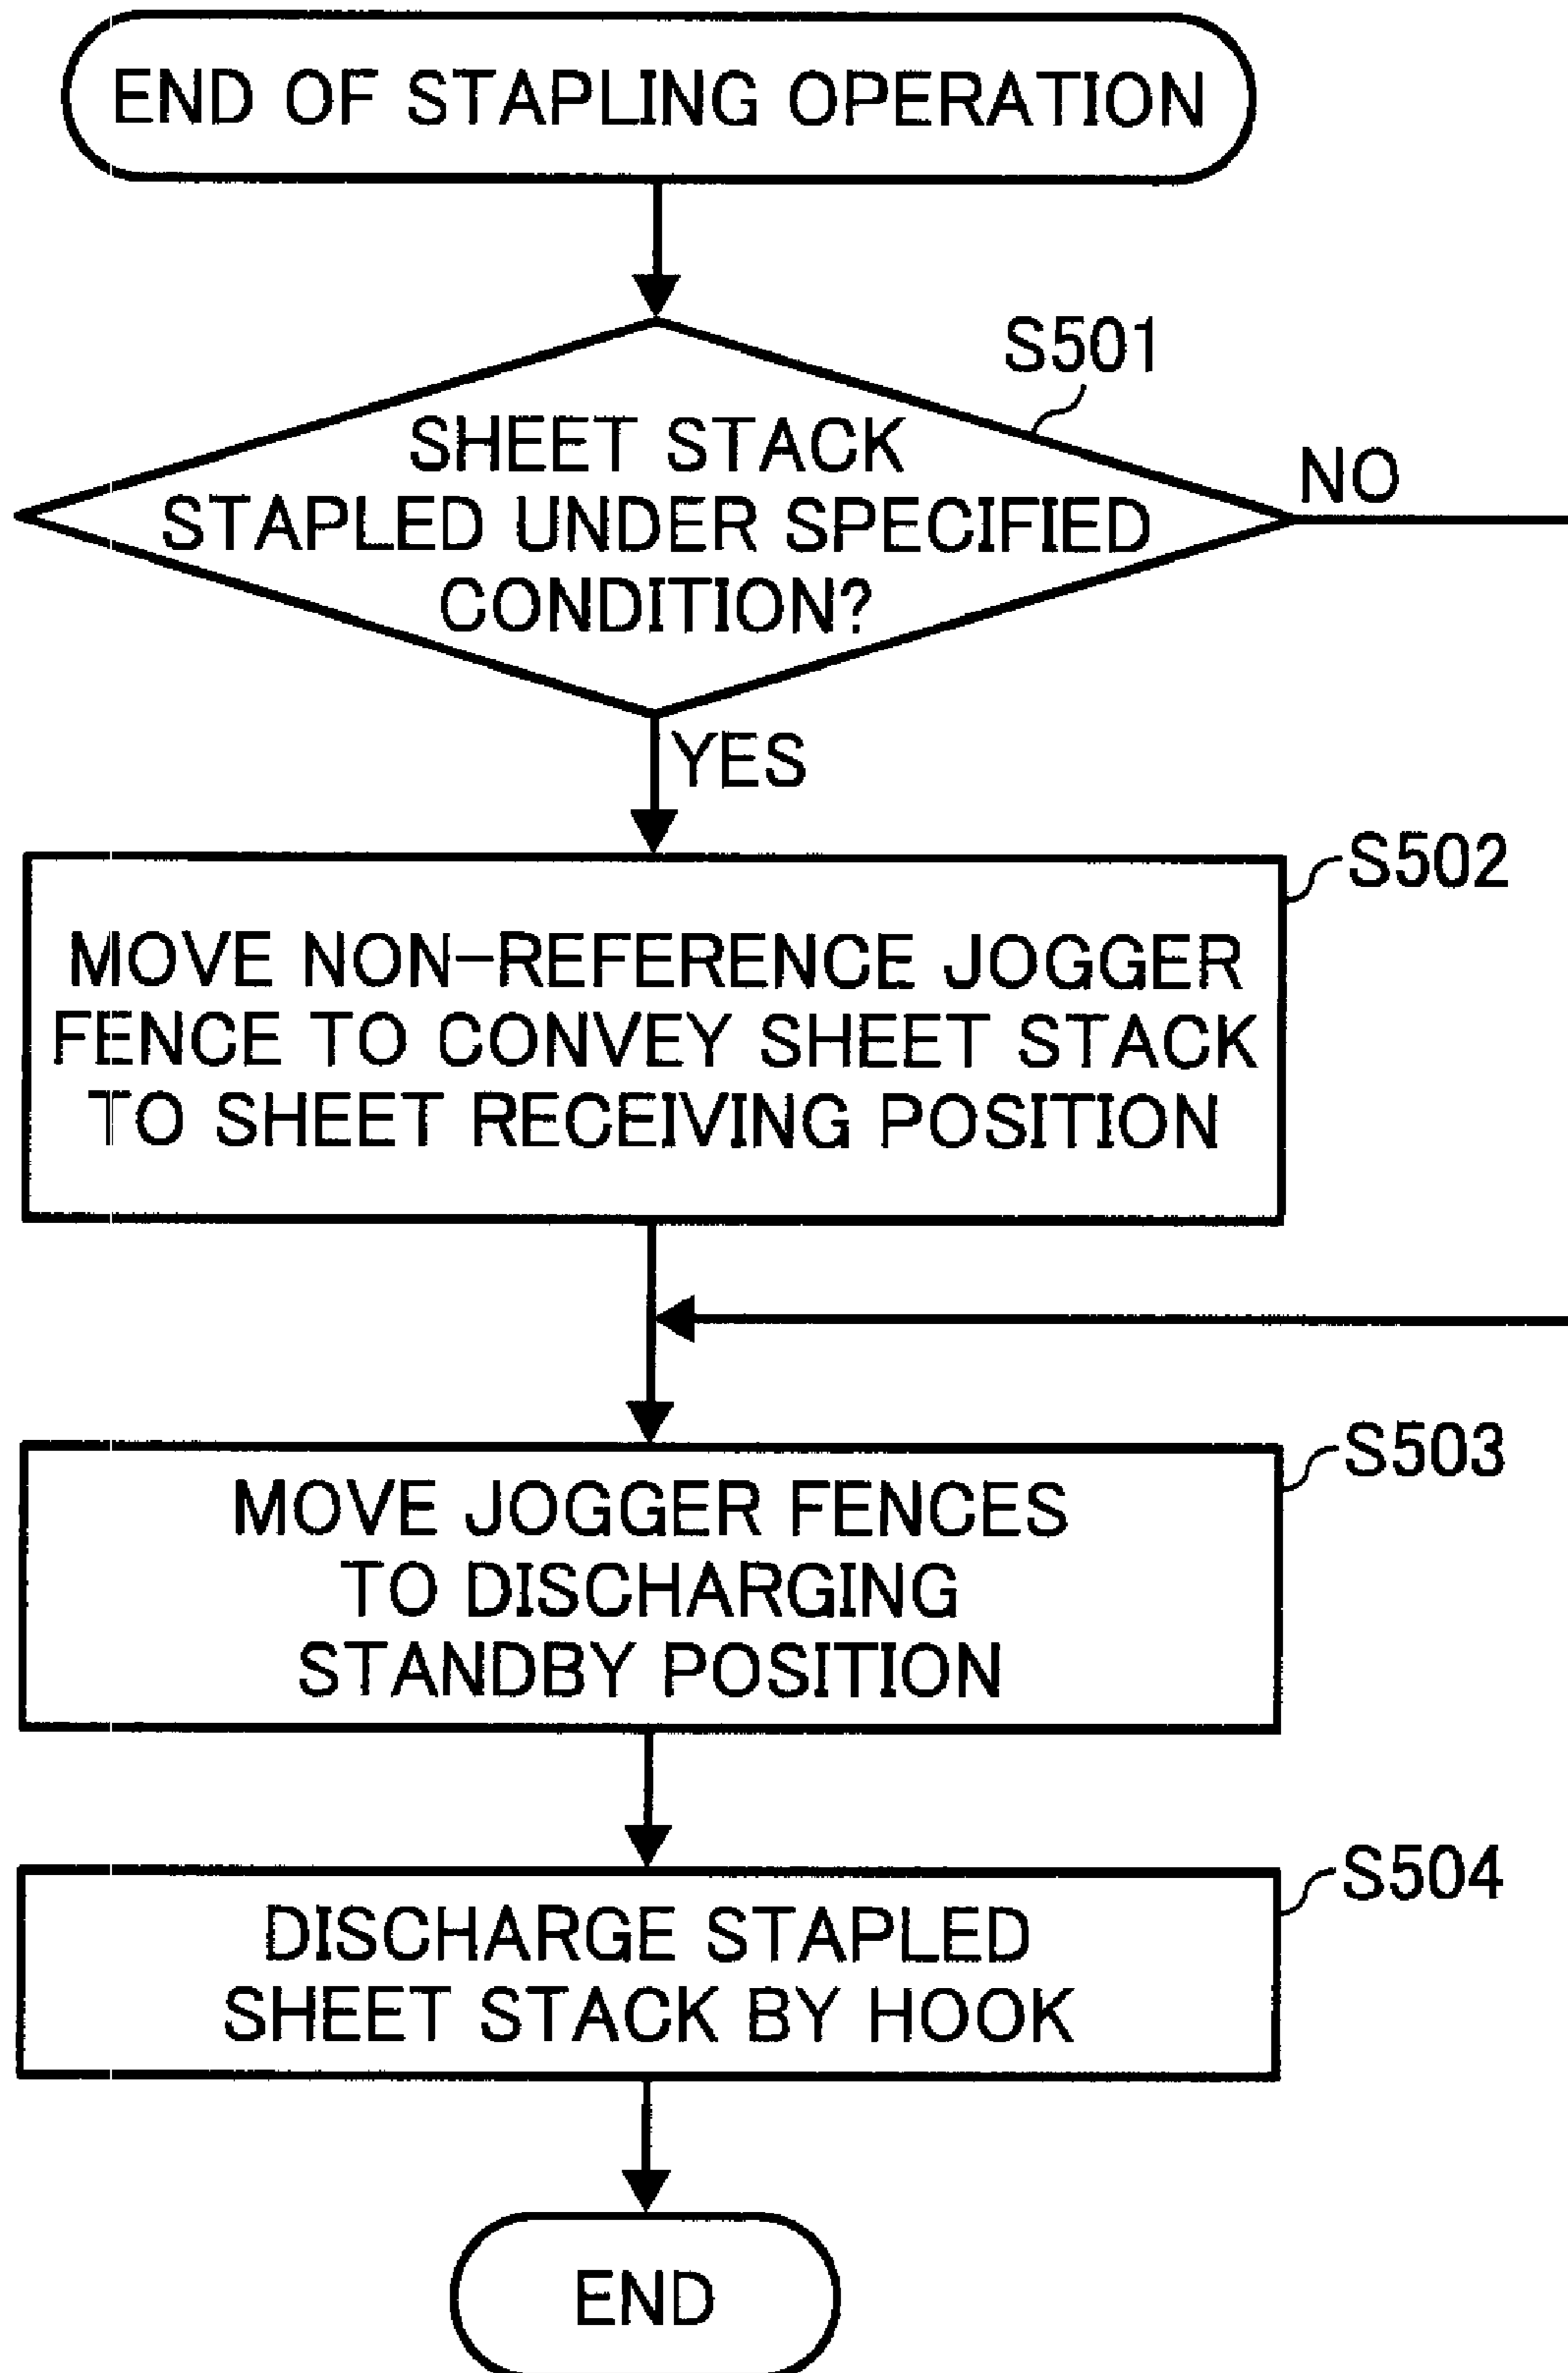 END OF STAPLING OPERATION
S501
SHEET STACK
STAPLED UNDER SPECIFIED
CONDITION?
NO
YES
S502
MOVE NON-REFERENCE JOGGER
FENCE TO CONVEY SHEET STACK
TO SHEET RECEIVING POSITION
S503
MOVE JOGGER FENCES
TO DISCHARGING
STANDBY POSITION
S504
DISCHARGE STAPLED
SHEET STACK BY HOOK
END